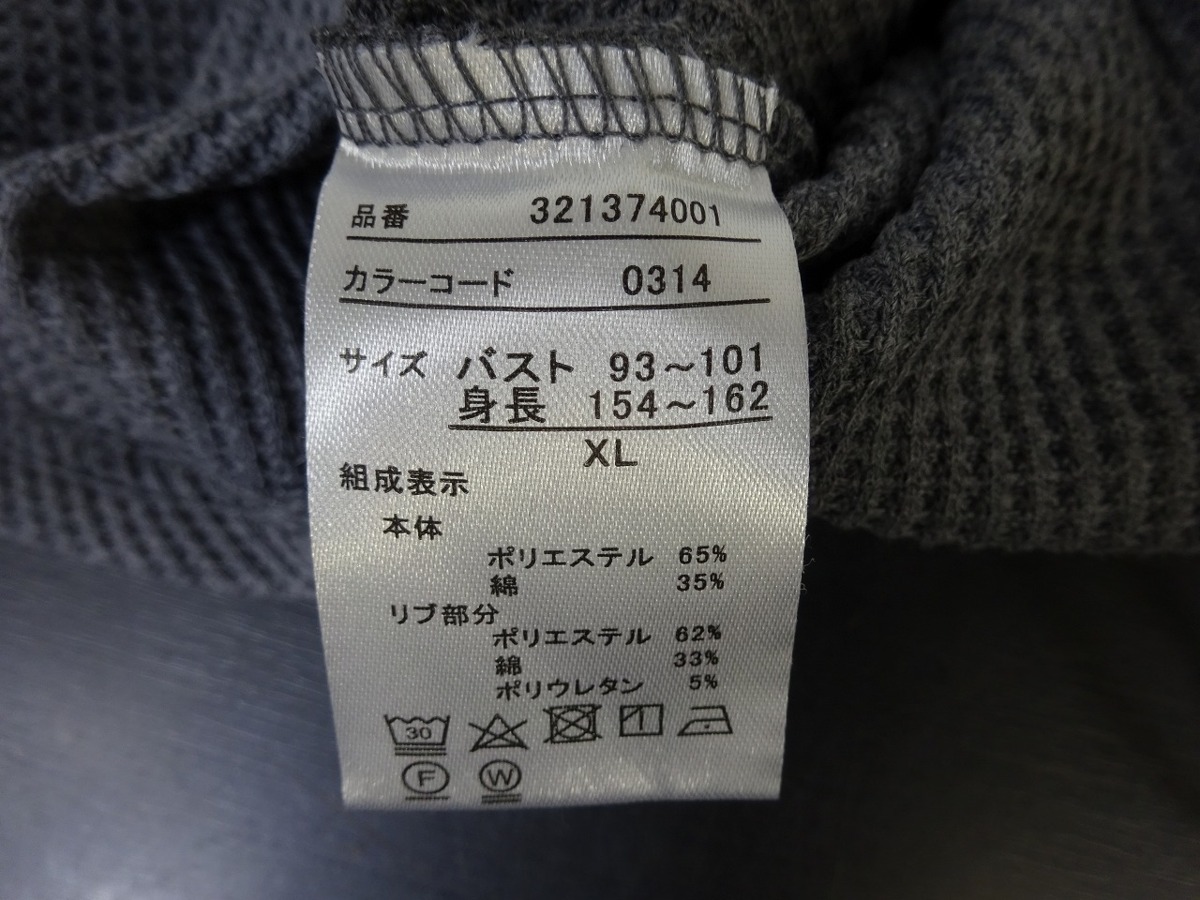 品番 321374001
カラーコード 0314
サイズ バスト 93～101
身長 154～162
XL
組成表示
本体
ポリエステル 65%
綿 35%
リブ部分
ポリエステル 62%
綿 33%
ポリウレタン 5%
30
F W